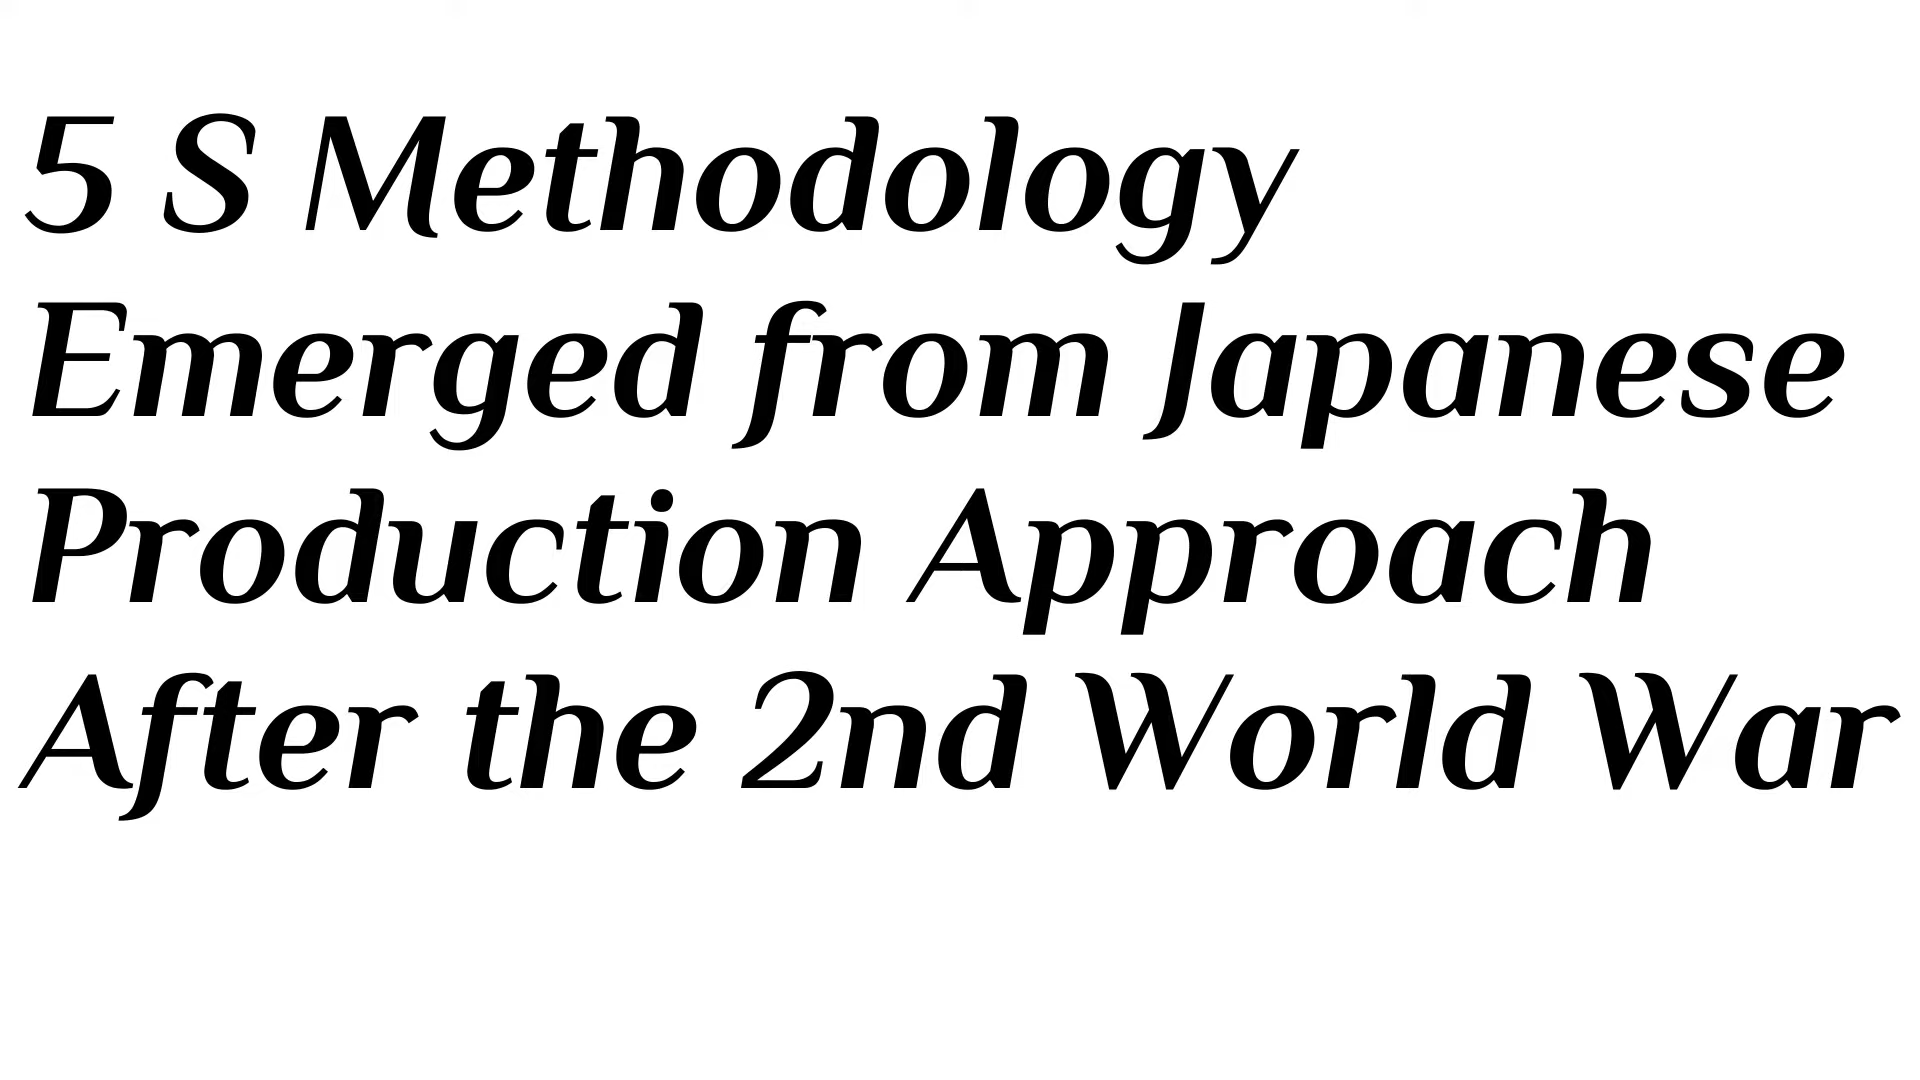 5 S Methodology
Emerged from Japanese
Production Approach
After the 2nd World War